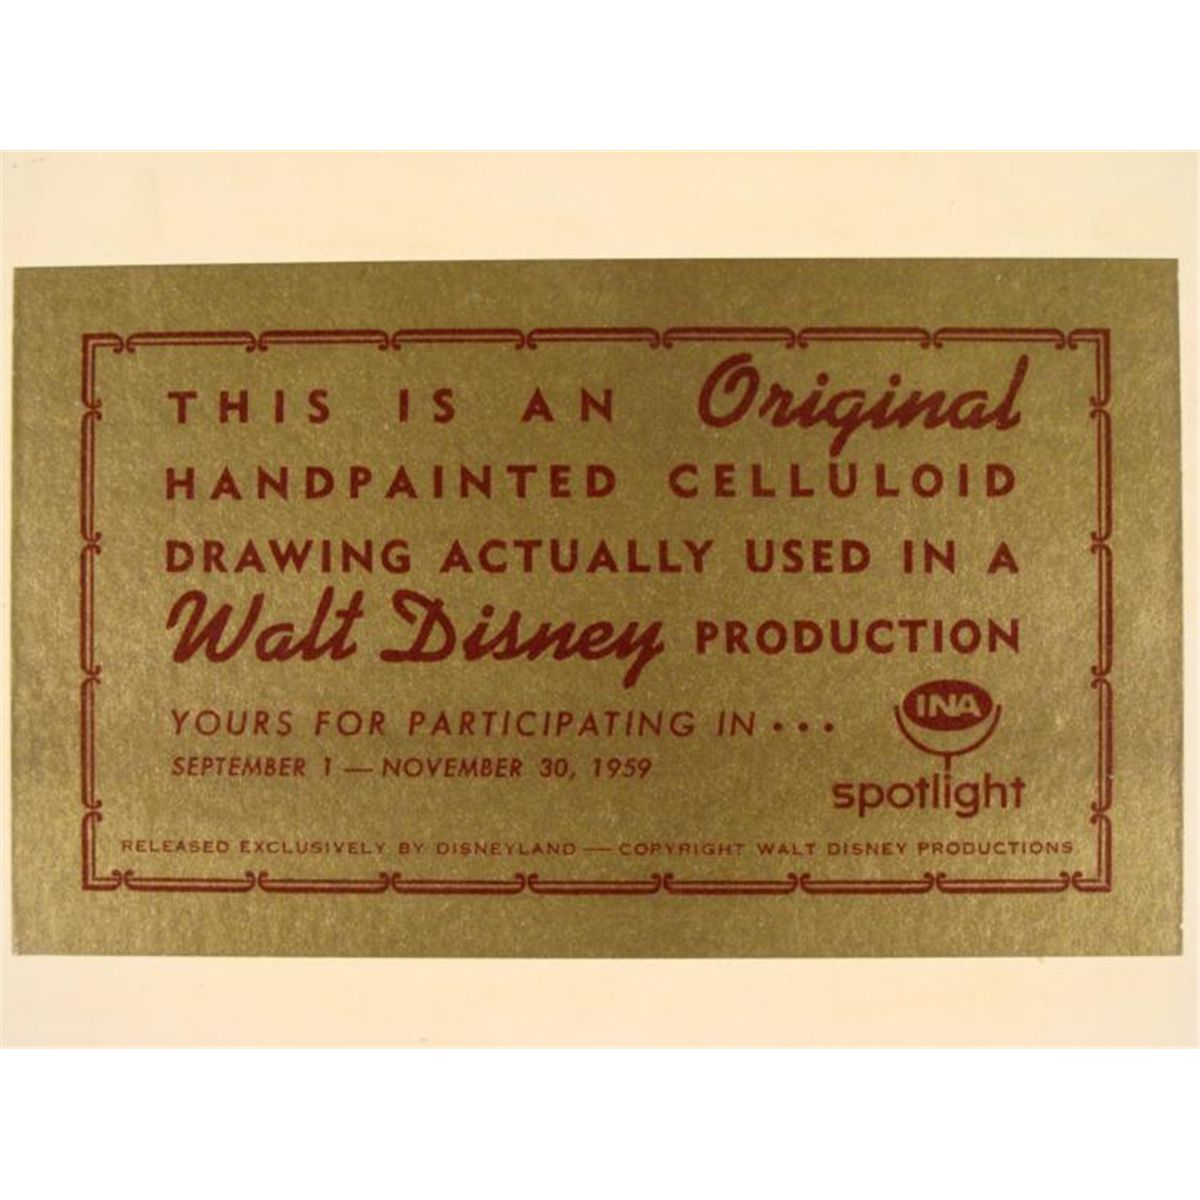 THIS IS AN Original
HANDPAINTED CELLULOID
DRAWING ACTUALLY USED IN A
Walt Disney PRODUCTION
YOURS FOR PARTICIPATING IN...
SEPTEMBER 1 — NOVEMBER 30, 1959
INA
spotlight
RELEASED EXCLUSIVELY BY DISNEYLAND — COPYRIGHT WALT DISNEY PRODUCTIONS